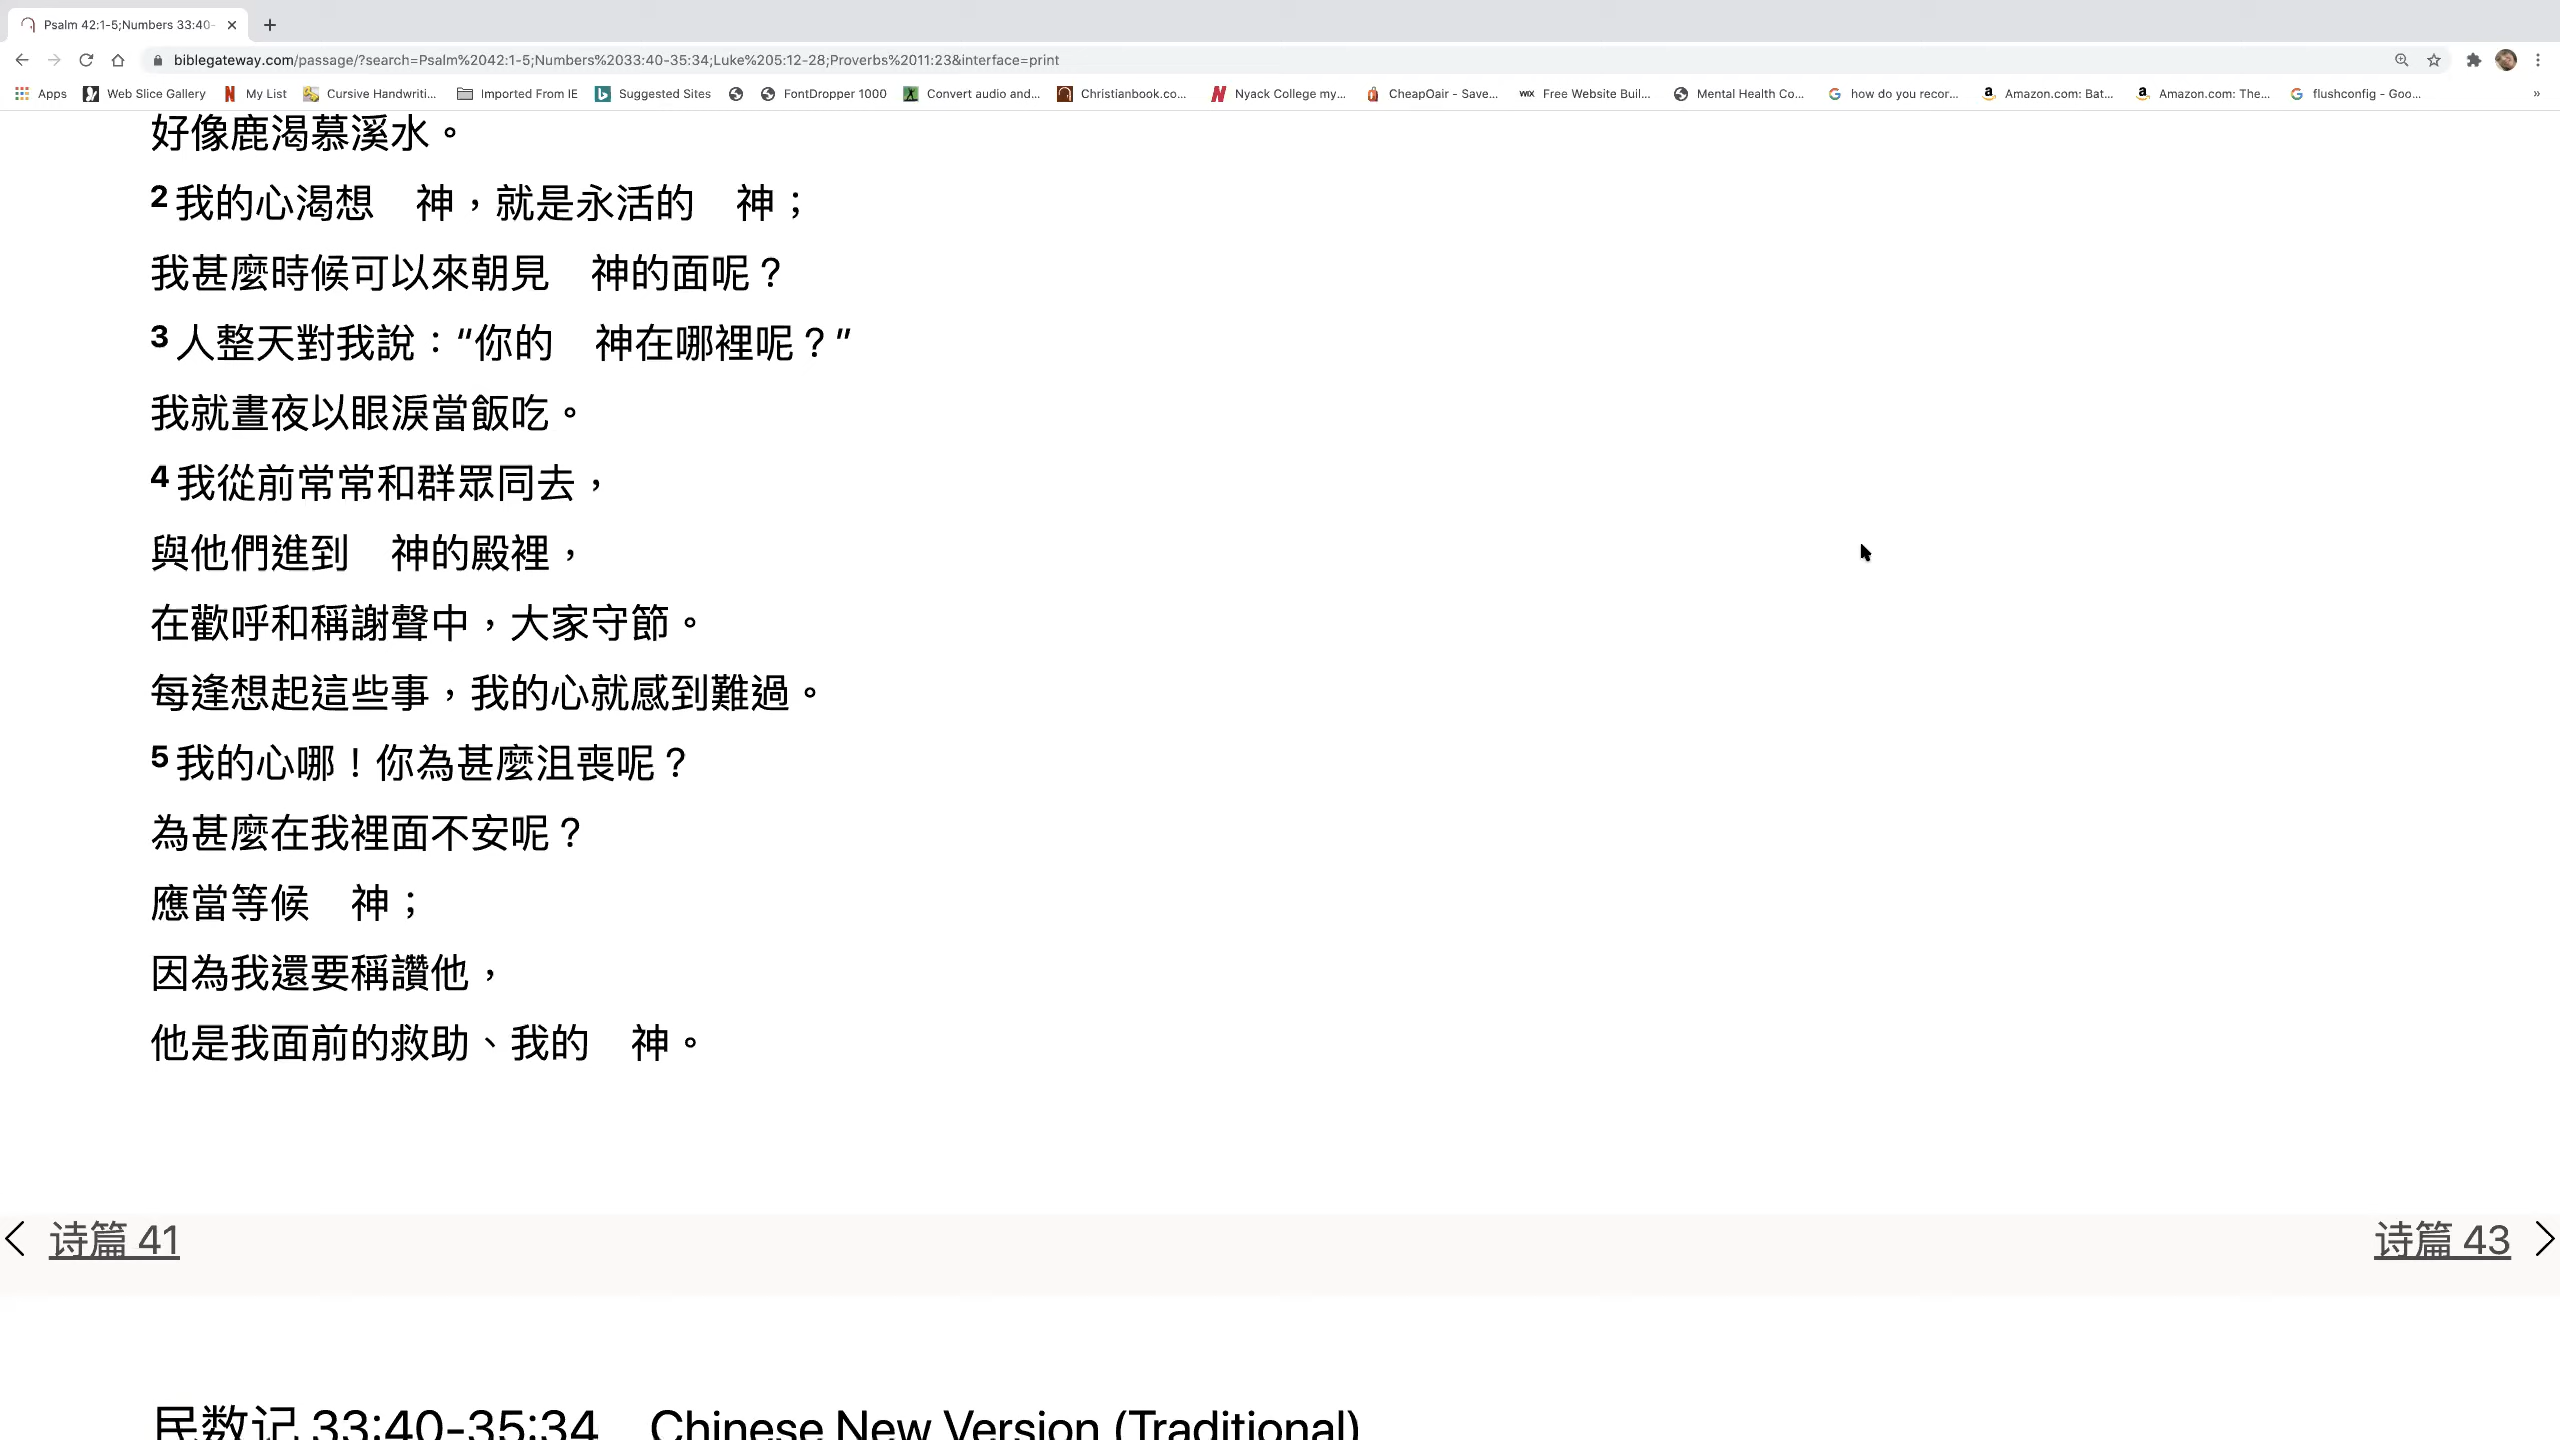 Psalm 42:1-5;Numbers 33:40-
biblegateway.com/passage/?search=Psalm%2042:1-5;Numbers%2033:40-35:34;Luke%205:12-28;Proverbs%2011:23&interface=print
Apps Web Slice Gallery My List Cursive Handwriti... Imported From IE Suggested Sites FontDropper 1000 Convert audio and... Christianbook.co... Nyack College my... CheapOair - Save... Free Website Buil... Mental Health Co... how do you recor... Amazon.com: Bat... Amazon.com: The... flushconfig - Goo... »
好像鹿渴慕溪水。
2 我的心渴想　神，就是永活的　神；
我甚麼時候可以來朝見　神的面呢？
3 人整天對我說：“你的　神在哪裡呢？”
我就晝夜以眼淚當飯吃。
4 我從前常常和群眾同去，
與他們進到　神的殿裡，
在歡呼和稱謝聲中，大家守節。
每逢想起這些事，我的心就感到難過。
5 我的心哪！你為甚麼沮喪呢？
為甚麼在我裡面不安呢？
應當等候　神；
因為我還要稱讚他，
他是我面前的救助、我的　神。
诗篇 41 诗篇 43
民数记 33:40-35:34 Chinese New Version (Traditional)